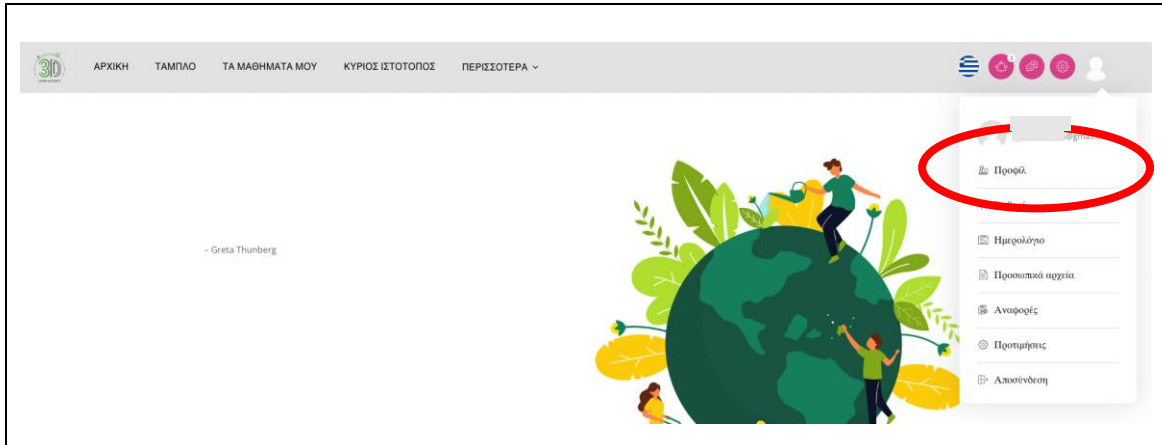 3D
ΑΡΧΙΚΗ ΤΑΜΠΛΟ ΤΑ ΜΑΘΗΜΑΤΑ ΜΟΥ ΚΥΡΙΟΣ ΙΣΤΟΤΟΠΟΣ ΠΕΡΙΣΣΟΤΕΡΑ
Προφίλ
Ημερολόγιο
– Greta Thunberg
Προσωπικά αρχεία
Αναφορές
Προτιμήσεις
Αποσύνδεση